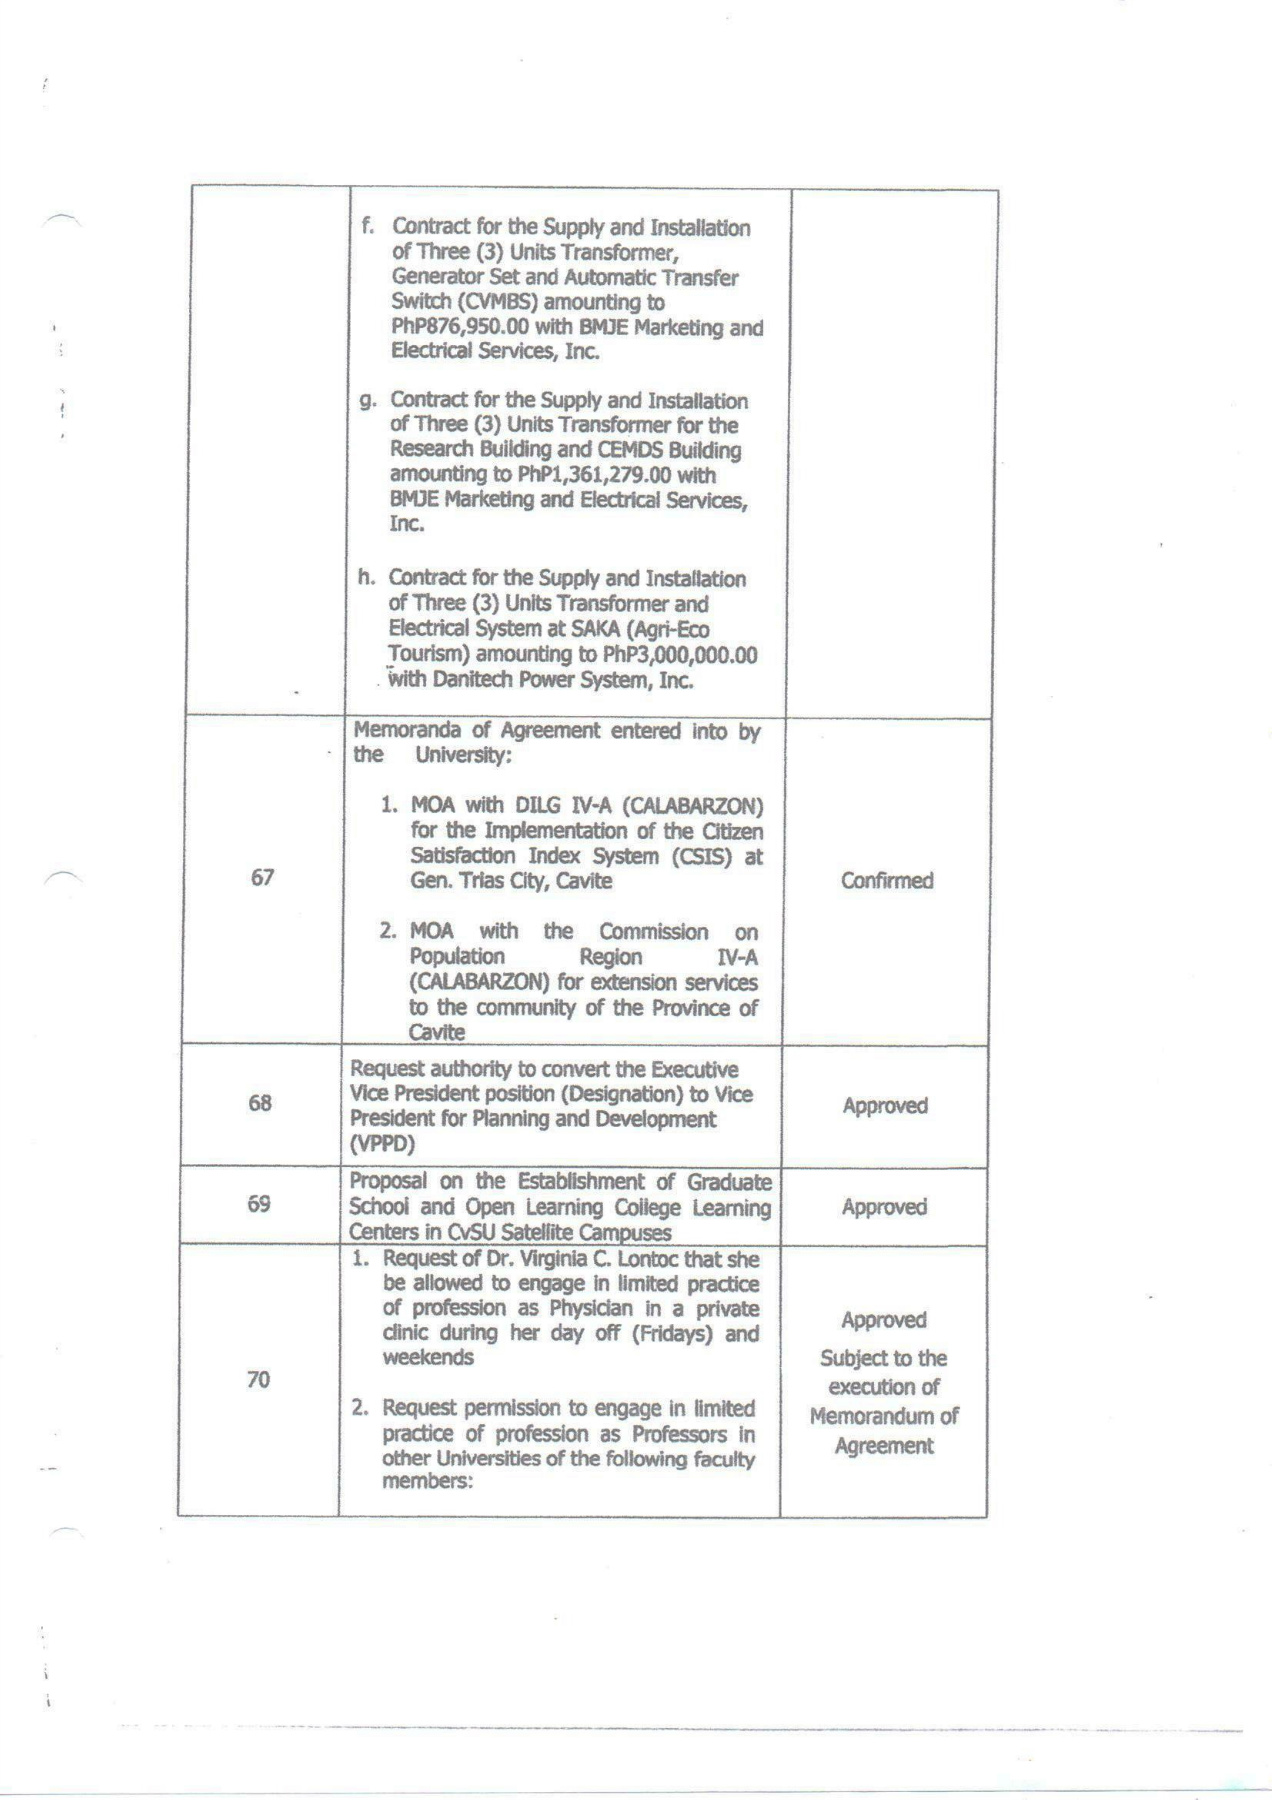 f. Contract for the Supply and Installation
of Three (3) Units Transformer,
Generator Set and Automatic Transfer
Switch (CVMBS) amounting to
PhP876,950.00 with BMJE Marketing and
Electrical Services, Inc.
g. Contract for the Supply and Installation
of Three (3) Units Transformer for the
Research Building and CEMDS Building
amounting to PhP1,361,279.00 with
BMJE Marketing and Electrical Services,
Inc.
h. Contract for the Supply and Installation
of Three (3) Units Transformer and
Electrical System at SAKA (Agri-Eco
Tourism) amounting to PhP3,000,000.00
with Danitech Power System, Inc.
67
Memoranda of Agreement entered into by
the University:
1. MOA with DILG IV-A (CALABARZON)
for the Implementation of the Citizen
Satisfaction Index System (CSIS) at
Gen. Trias City, Cavite
2. MOA with the Commission on
Population Region IV-A
(CALABARZON) for extension services
to the community of the Province of
Cavite
Confirmed
68
Request authority to convert the Executive
Vice President position (Designation) to Vice
President for Planning and Development
(VPPD)
Approved
69
Proposal on the Establishment of Graduate
School and Open Learning College Learning
Centers in CvSU Satellite Campuses
Approved
70
1. Request of Dr. Virginia C. Lontoc that she
be allowed to engage in limited practice
of profession as Physician in a private
clinic during her day off (Fridays) and
weekends
2. Request permission to engage in limited
practice of profession as Professors in
other Universities of the following faculty
members:
Approved
Subject to the
execution of
Memorandum of
Agreement